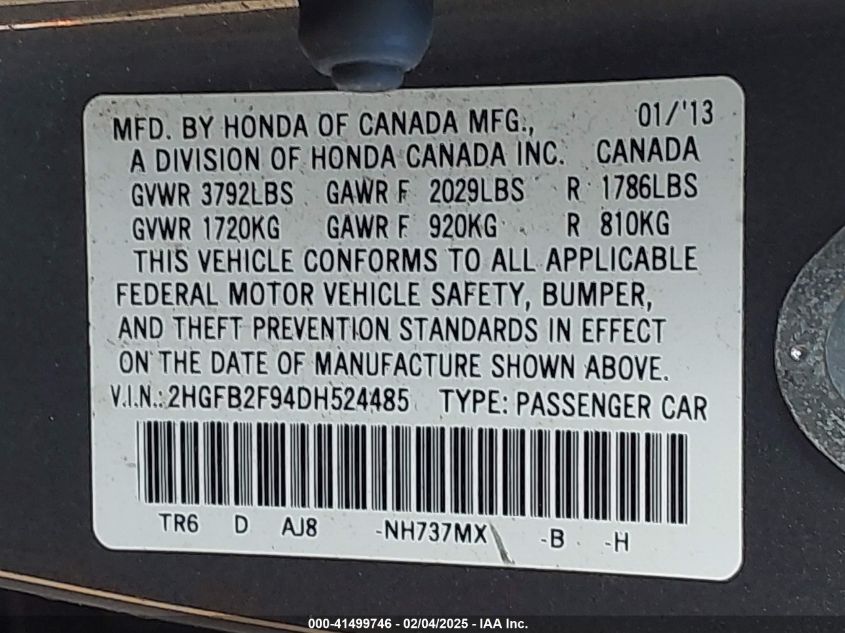 MFD. BY HONDA OF CANADA MFG., 01/'13
A DIVISION OF HONDA CANADA INC. CANADA
GVWR 3792LBS GAWR F 2029LBS R 1786LBS
GVWR 1720KG GAWR F 920KG R 810KG
THIS VEHICLE CONFORMS TO ALL APPLICABLE
FEDERAL MOTOR VEHICLE SAFETY, BUMPER,
AND THEFT PREVENTION STANDARDS IN EFFECT
ON THE DATE OF MANUFACTURE SHOWN ABOVE.
V.I.N.: 2HGFB2F94DH524485 TYPE: PASSENGER CAR
TR6 D AJ8 -NH737MX -B -H
000-41499746 - 02/04/2025 - IAA Inc.